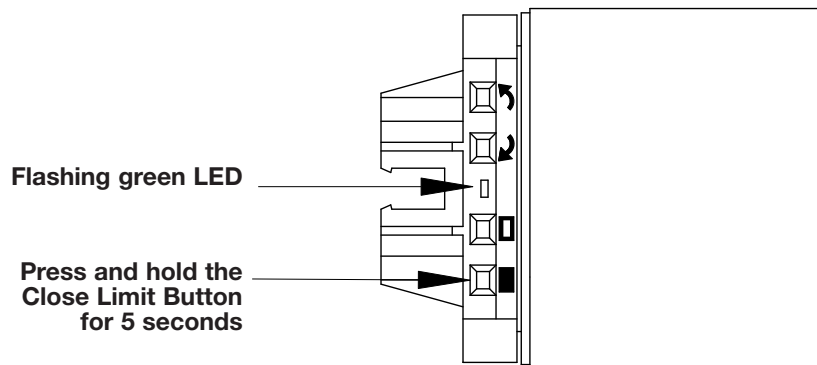 Flashing green LED
Press and hold the
Close Limit Button
for 5 seconds